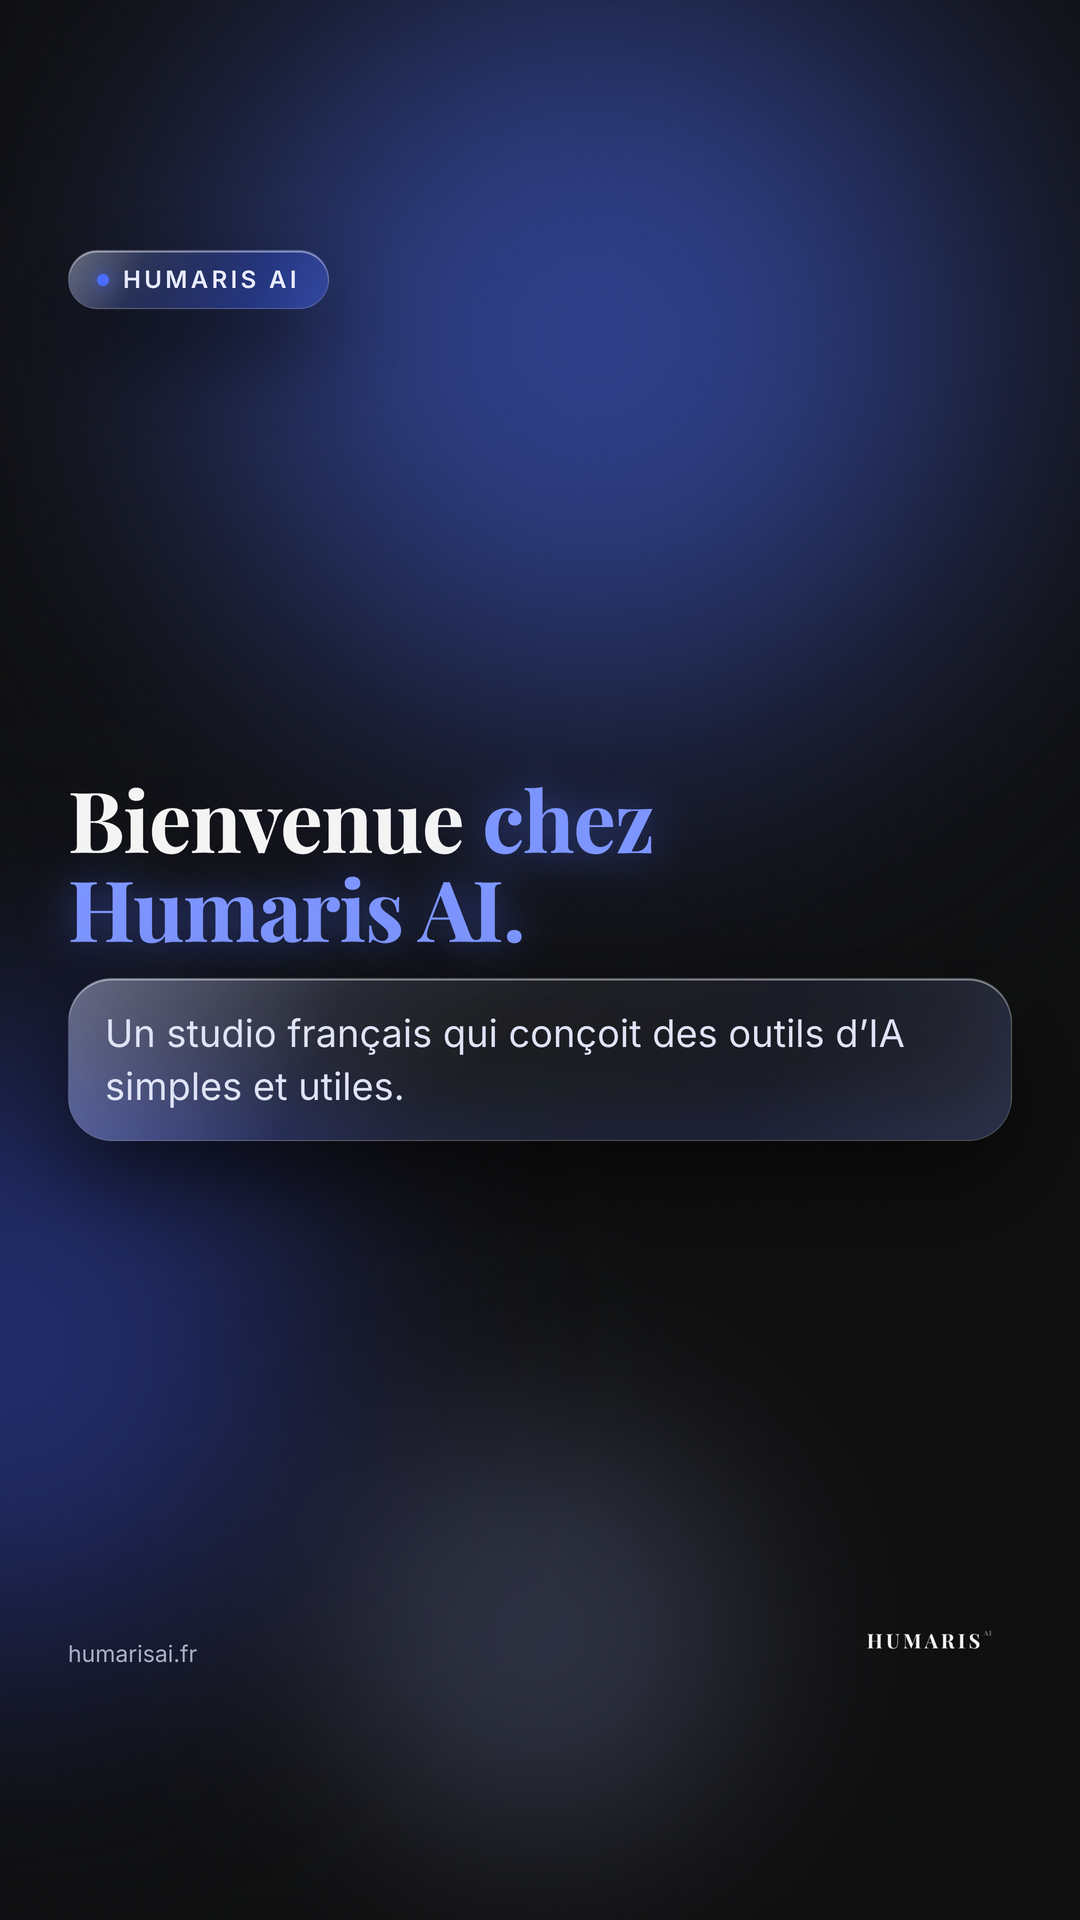 HUMARIS AI
Bienvenue chez
Humaris AI.
Un studio français qui conçoit des outils d’IA
simples et utiles.
humarisai.fr
HUMARIS AI